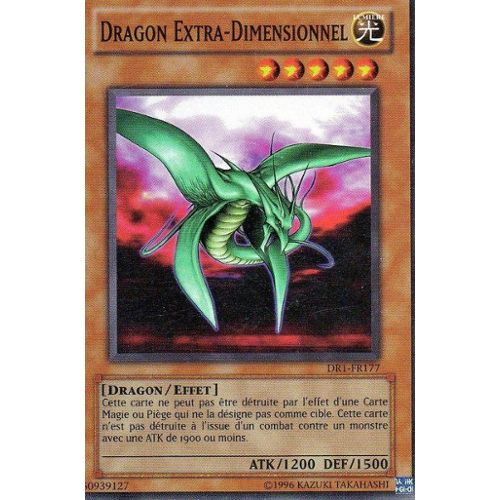 Dragon Extra-Dimensionnel
LUMIÈRE
光
DR1-FR177
[Dragon/Effet]
Cette carte ne peut pas être détruite par l'effet d'une Carte
Magie ou Piège qui ne la désigne pas comme cible. Cette carte
n'est pas détruite à l'issue d'un combat contre un monstre
avec une ATK de 1900 ou moins.
ATK/1200 DEF/1500
50939127
©1996 KAZUKI TAKAHASHI